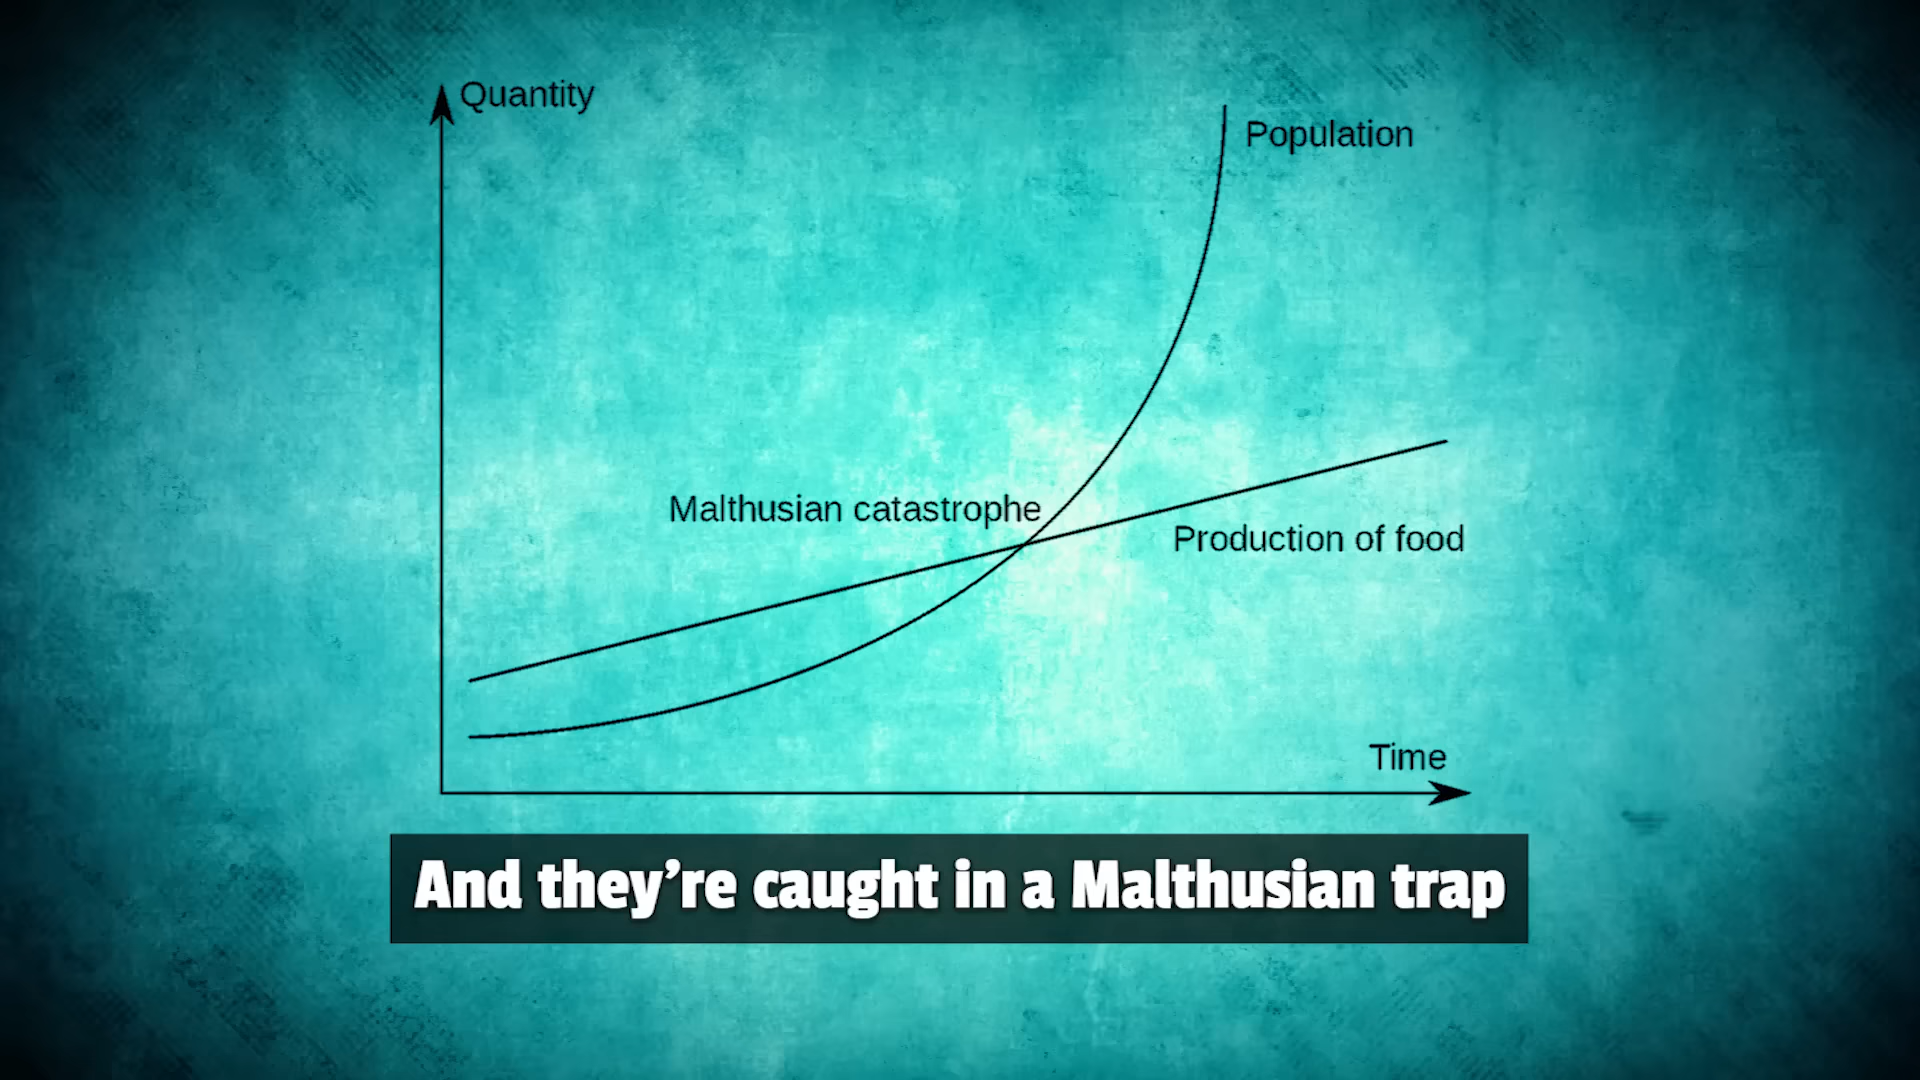 Quantity
Population
Malthusian catastrophe
Production of food
Time
And they’re caught in a Malthusian trap